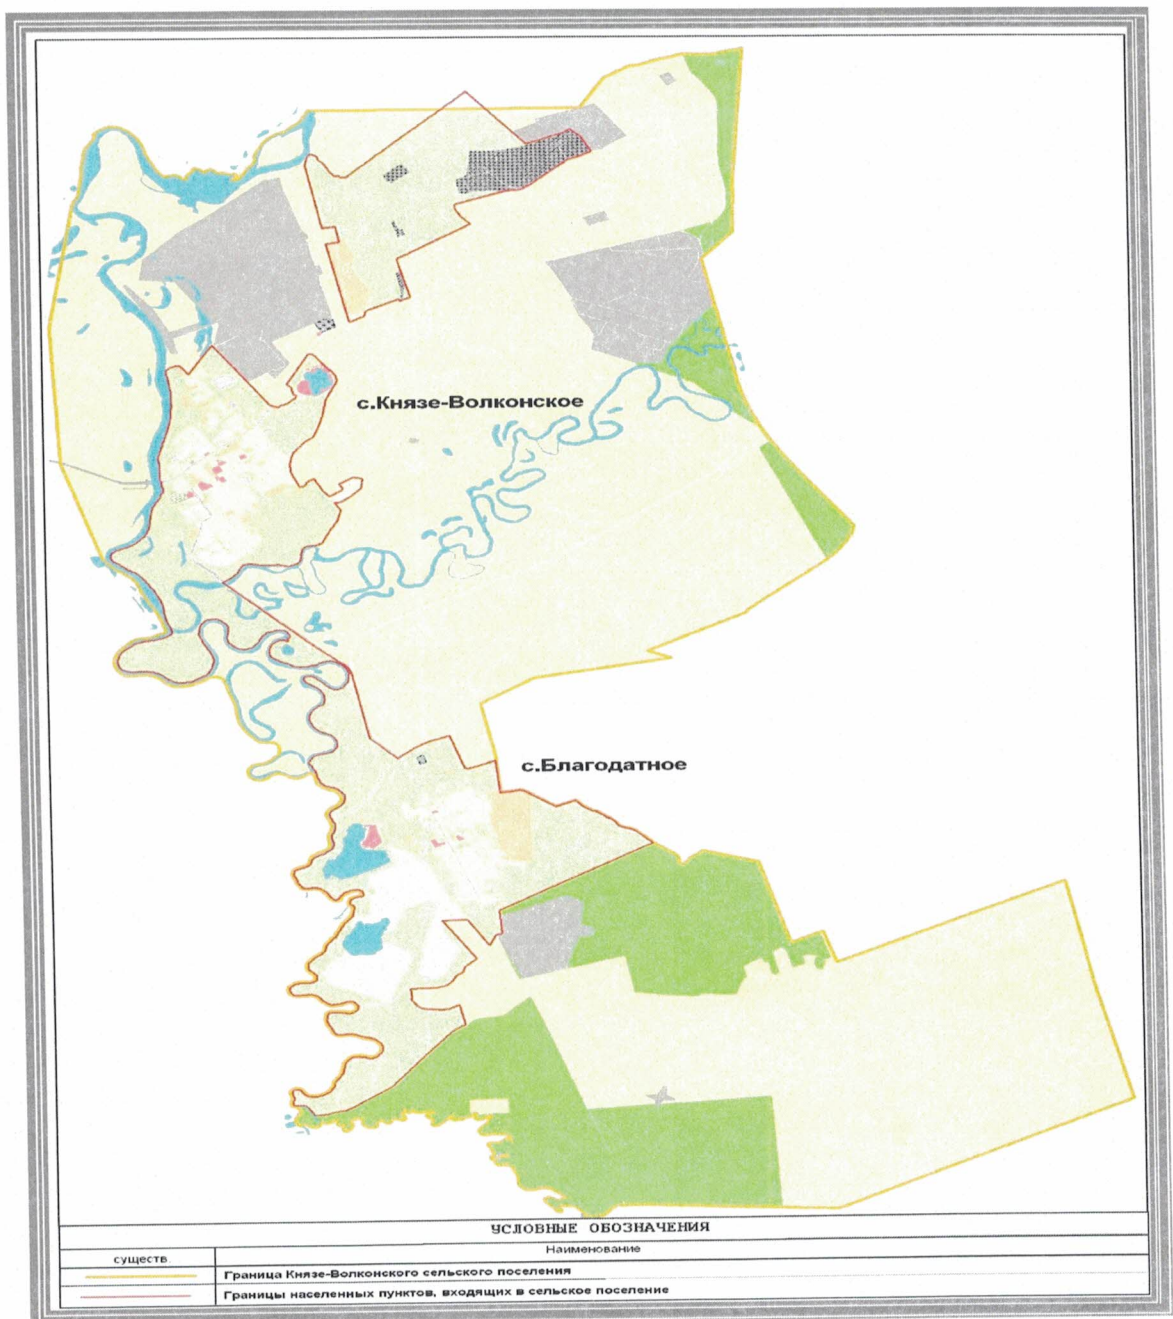 с.Князе-Волконское
с.Благодатное
УСЛОВНЫЕ ОБОЗНАЧЕНИЯ
существ.
Наименование
Граница Князе-Волконского сельского поселения
Границы населенных пунктов, входящих в сельское поселение